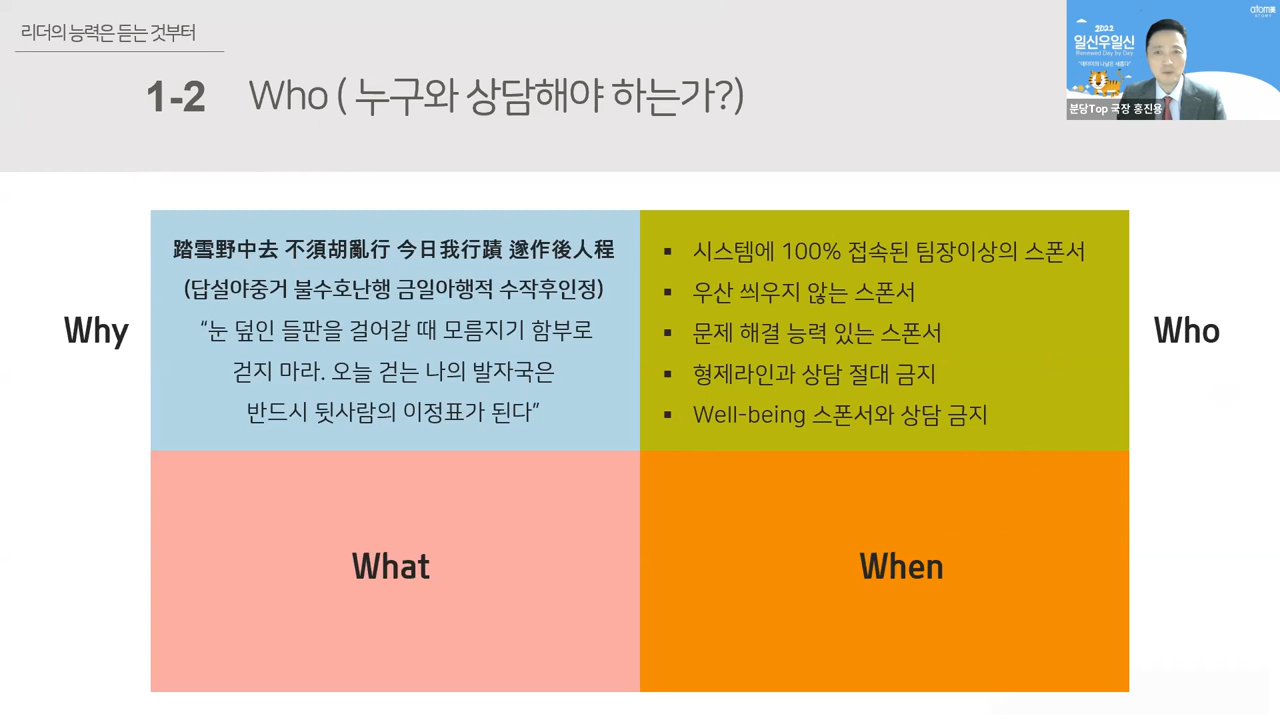 리더의 능력은 듣는 것부터
1-2 Who ( 누구와 상담해야 하는가?)
atom美
ATOMY
2022
일신우일신
Renewed Day by Day
분당Top 국장 홍진용
Why
踏雪野中去 不須胡亂行 今日我行蹟 遂作後人程
(답설야중거 불수호난행 금일아행적 수작후인정)
“눈 덮인 들판을 걸어갈 때 모름지기 함부로
걷지 마라. 오늘 걷는 나의 발자국은
반드시 뒷사람의 이정표가 된다”
▪ 시스템에 100% 접속된 팀장이상의 스폰서
▪ 우산 씌우지 않는 스폰서
▪ 문제 해결 능력 있는 스폰서
▪ 형제라인과 상담 절대 금지
▪ Well-being 스폰서와 상담 금지
Who
What
When